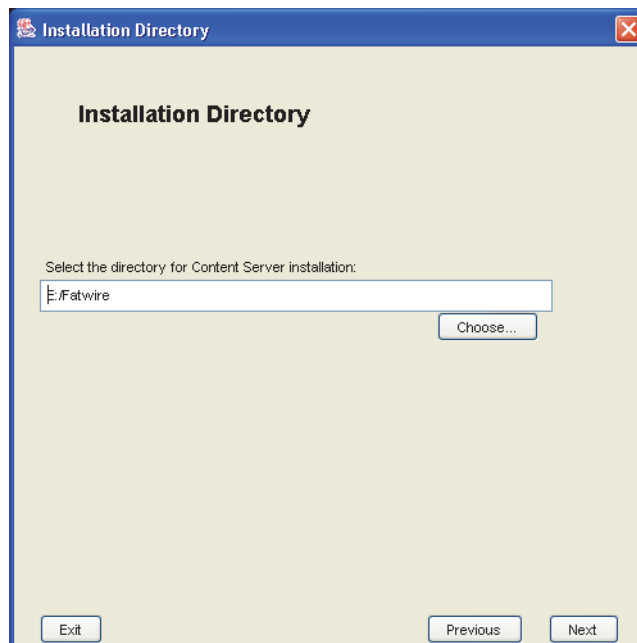 Installation Directory
Installation Directory
Select the directory for Content Server installation:
E:/Fatwire
Choose...
Exit
Previous
Next